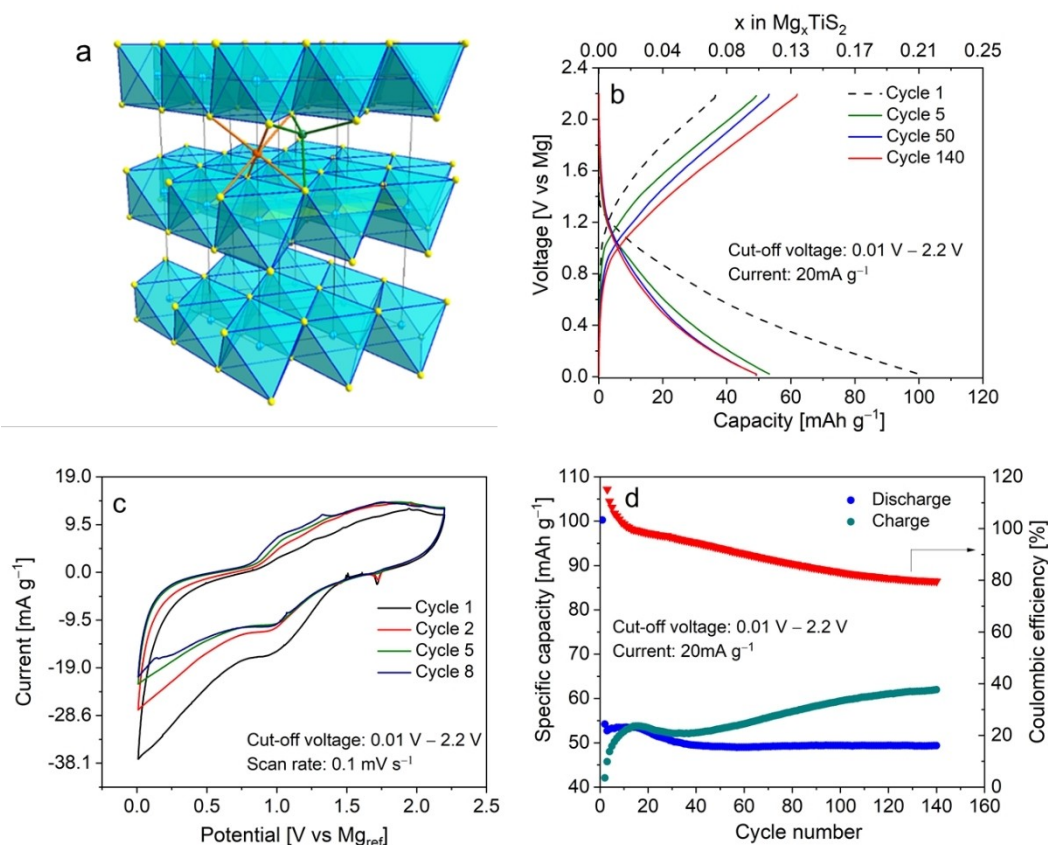 a
x in MgₓTiS₂
0.00 0.04 0.08 0.13 0.17 0.21 0.25
b
Voltage [V vs Mg]
2.4
2.0
1.6
1.2
0.8
0.4
0.0
Cycle 1
Cycle 5
Cycle 50
Cycle 140
Cut-off voltage: 0.01 V – 2.2 V
Current: 20mA g⁻¹
0 20 40 60 80 100 120
Capacity [mAh g⁻¹]
c
Current [mA g⁻¹]
19.0
9.5
0.0
-9.5
-19.0
-28.6
-38.1
Cycle 1
Cycle 2
Cycle 5
Cycle 8
Cut-off voltage: 0.01 V – 2.2 V
Scan rate: 0.1 mV s⁻¹
0.0 0.5 1.0 1.5 2.0 2.5
Potential [V vs Mg_ref]
d
Specific capacity [mAh g⁻¹]
110
100
90
80
70
60
50
40
Discharge
Charge
Cut-off voltage: 0.01 V – 2.2 V
Current: 20mA g⁻¹
120
100
80
60
40
20
0
Coulombic efficiency [%]
0 20 40 60 80 100 120 140 160
Cycle number